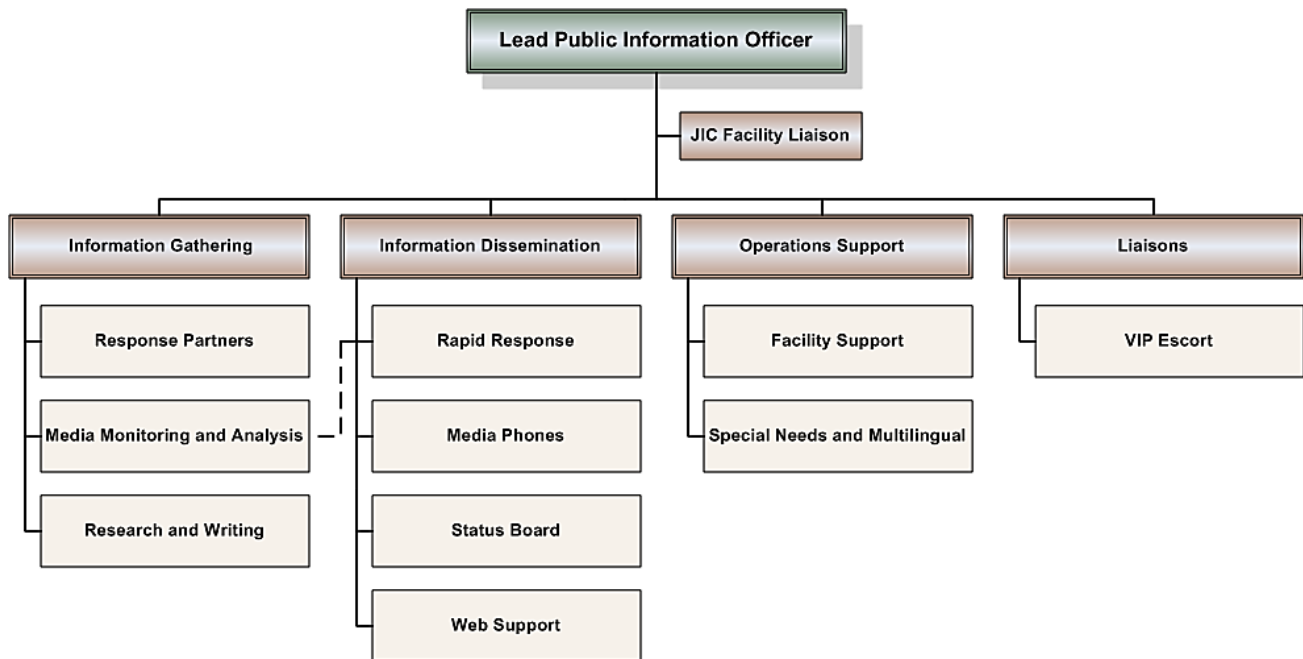 Lead Public Information Officer
JIC Facility Liaison
Information Gathering
Information Dissemination
Operations Support
Liaisons
Response Partners
Rapid Response
Facility Support
VIP Escort
Media Monitoring and Analysis
Media Phones
Special Needs and Multilingual
Research and Writing
Status Board
Web Support